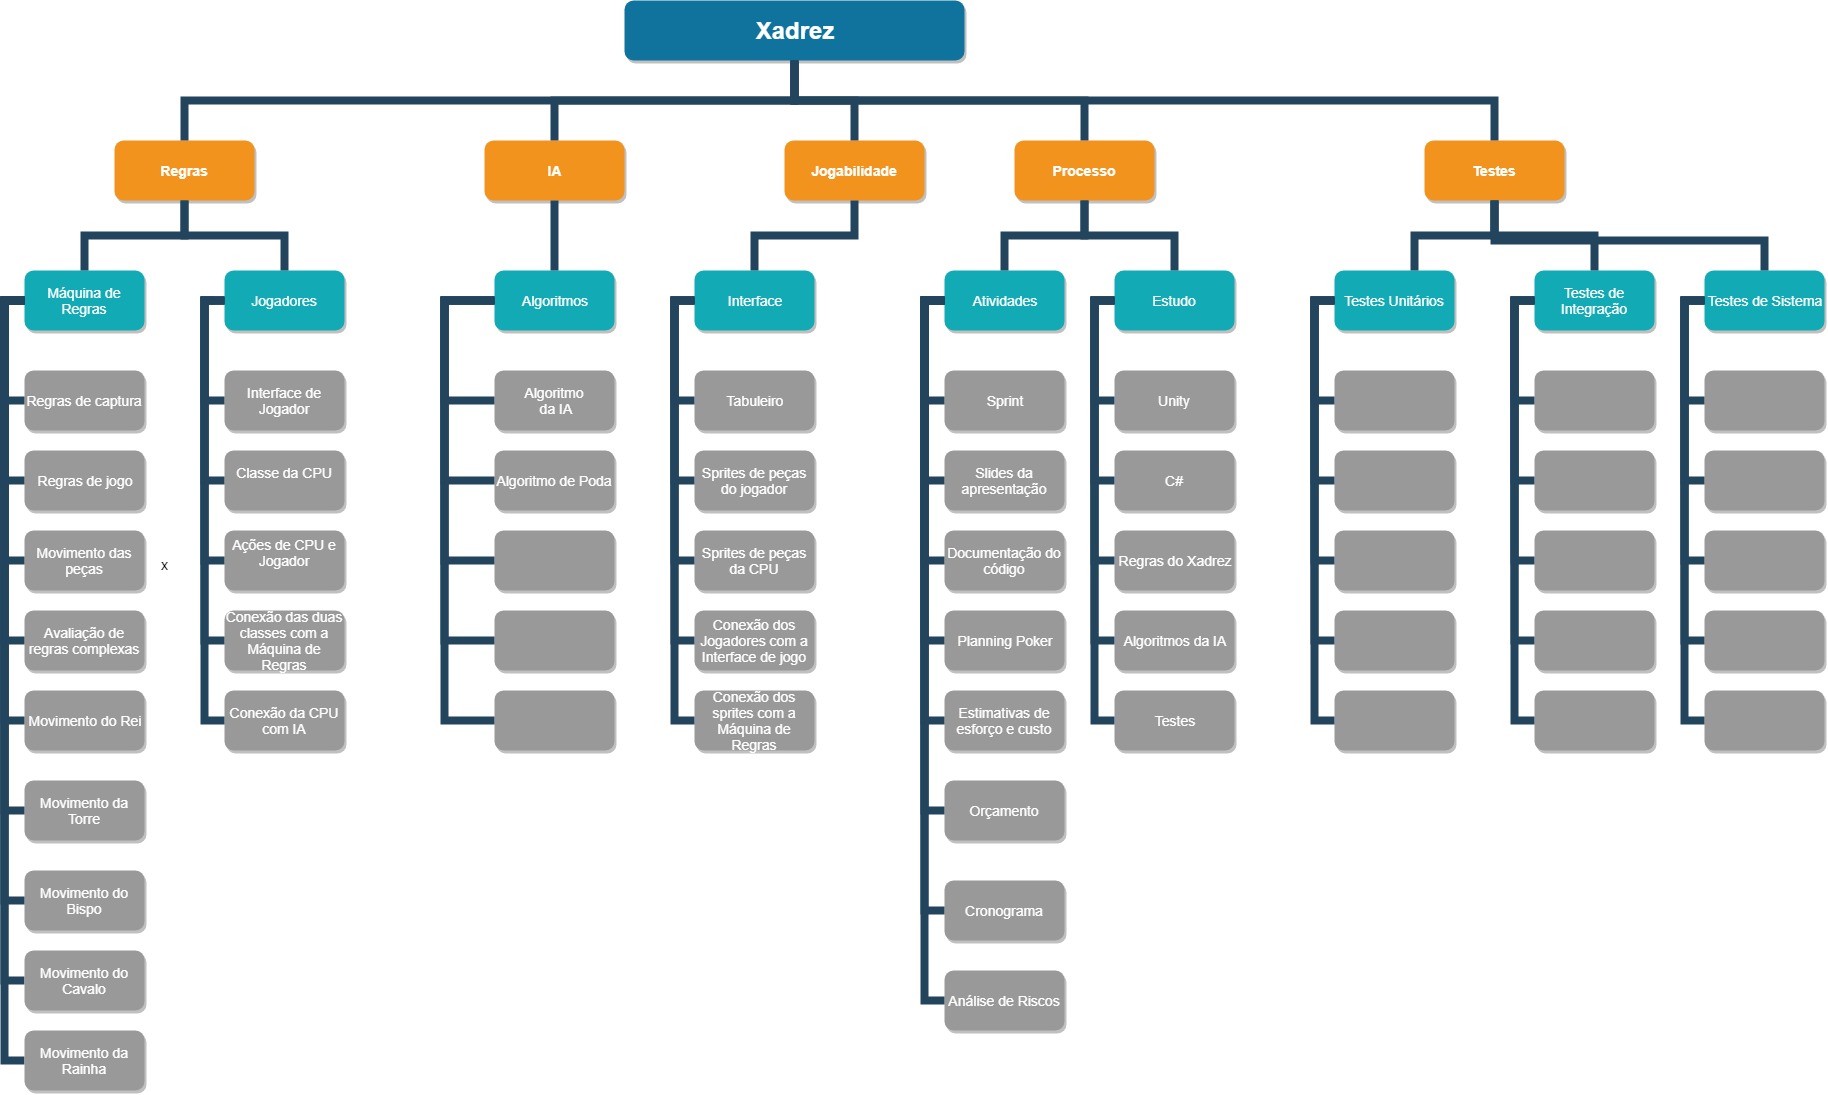 Xadrez
Regras
IA
Jogabilidade
Processo
Testes
Máquina de
Regras
Jogadores
Algoritmos
Interface
Atividades
Estudo
Testes Unitários
Testes de
Integração
Testes de Sistema
Regras de captura
Regras de jogo
Movimento das
peças
x
Avaliação de
regras complexas
Movimento do Rei
Movimento da
Torre
Movimento do
Bispo
Movimento do
Cavalo
Movimento da
Rainha
Interface de
Jogador
Classe da CPU
Ações de CPU e
Jogador
Conexão das duas
classes com a
Máquina de
Regras
Conexão da CPU
com IA
Algoritmo
da IA
Algoritmo de Poda
Tabuleiro
Sprites de peças
do jogador
Sprites de peças
da CPU
Conexão dos
Jogadores com a
Interface de jogo
Conexão dos
sprites com a
Máquina de
Regras
Sprint
Slides da
apresentação
Documentação do
código
Planning Poker
Estimativas de
esforço e custo
Orçamento
Cronograma
Análise de Riscos
Unity
C#
Regras do Xadrez
Algoritmos da IA
Testes